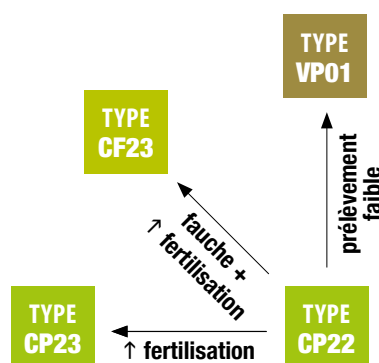 TYPE
VP01
TYPE
CF23
prélèvement
faible
fauche +
↑ fertilisation
TYPE
CP23
↑ fertilisation
TYPE
CP22